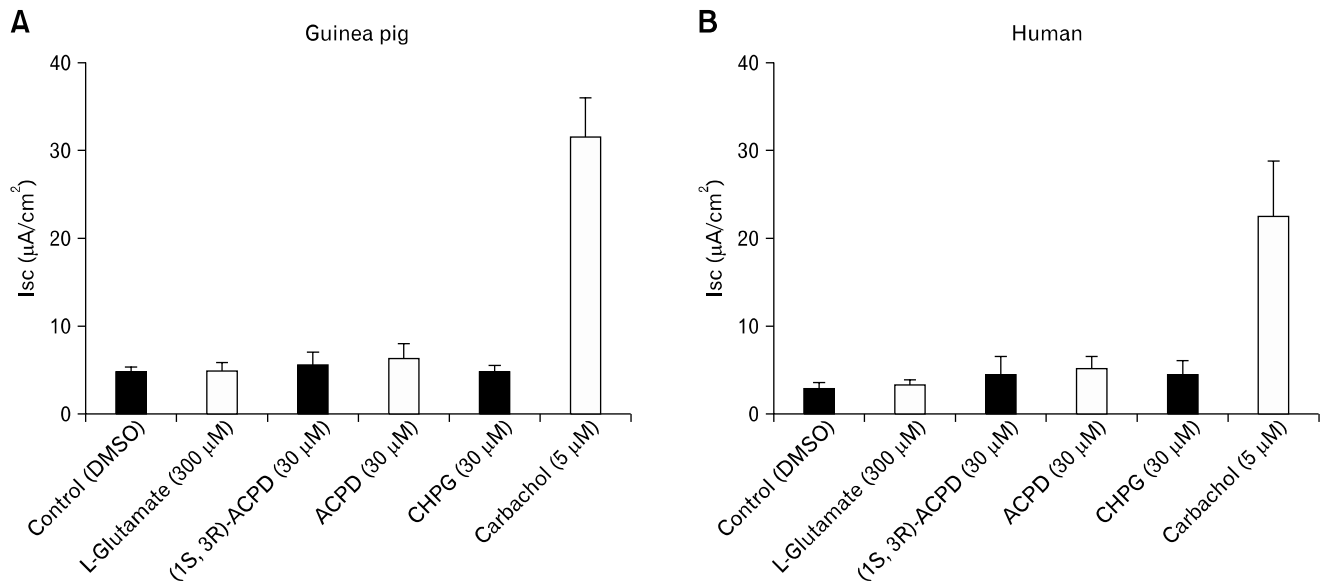 A
Guinea pig
40
30
20
10
0
Isc (µA/cm²)
Control (DMSO)
L-Glutamate (300 µM)
(1S, 3R)-ACPD (30 µM)
ACPD (30 µM)
CHPG (30 µM)
Carbachol (5 µM)
B
Human
40
30
20
10
0
Isc (µA/cm²)
Control (DMSO)
L-Glutamate (300 µM)
(1S, 3R)-ACPD (30 µM)
ACPD (30 µM)
CHPG (30 µM)
Carbachol (5 µM)